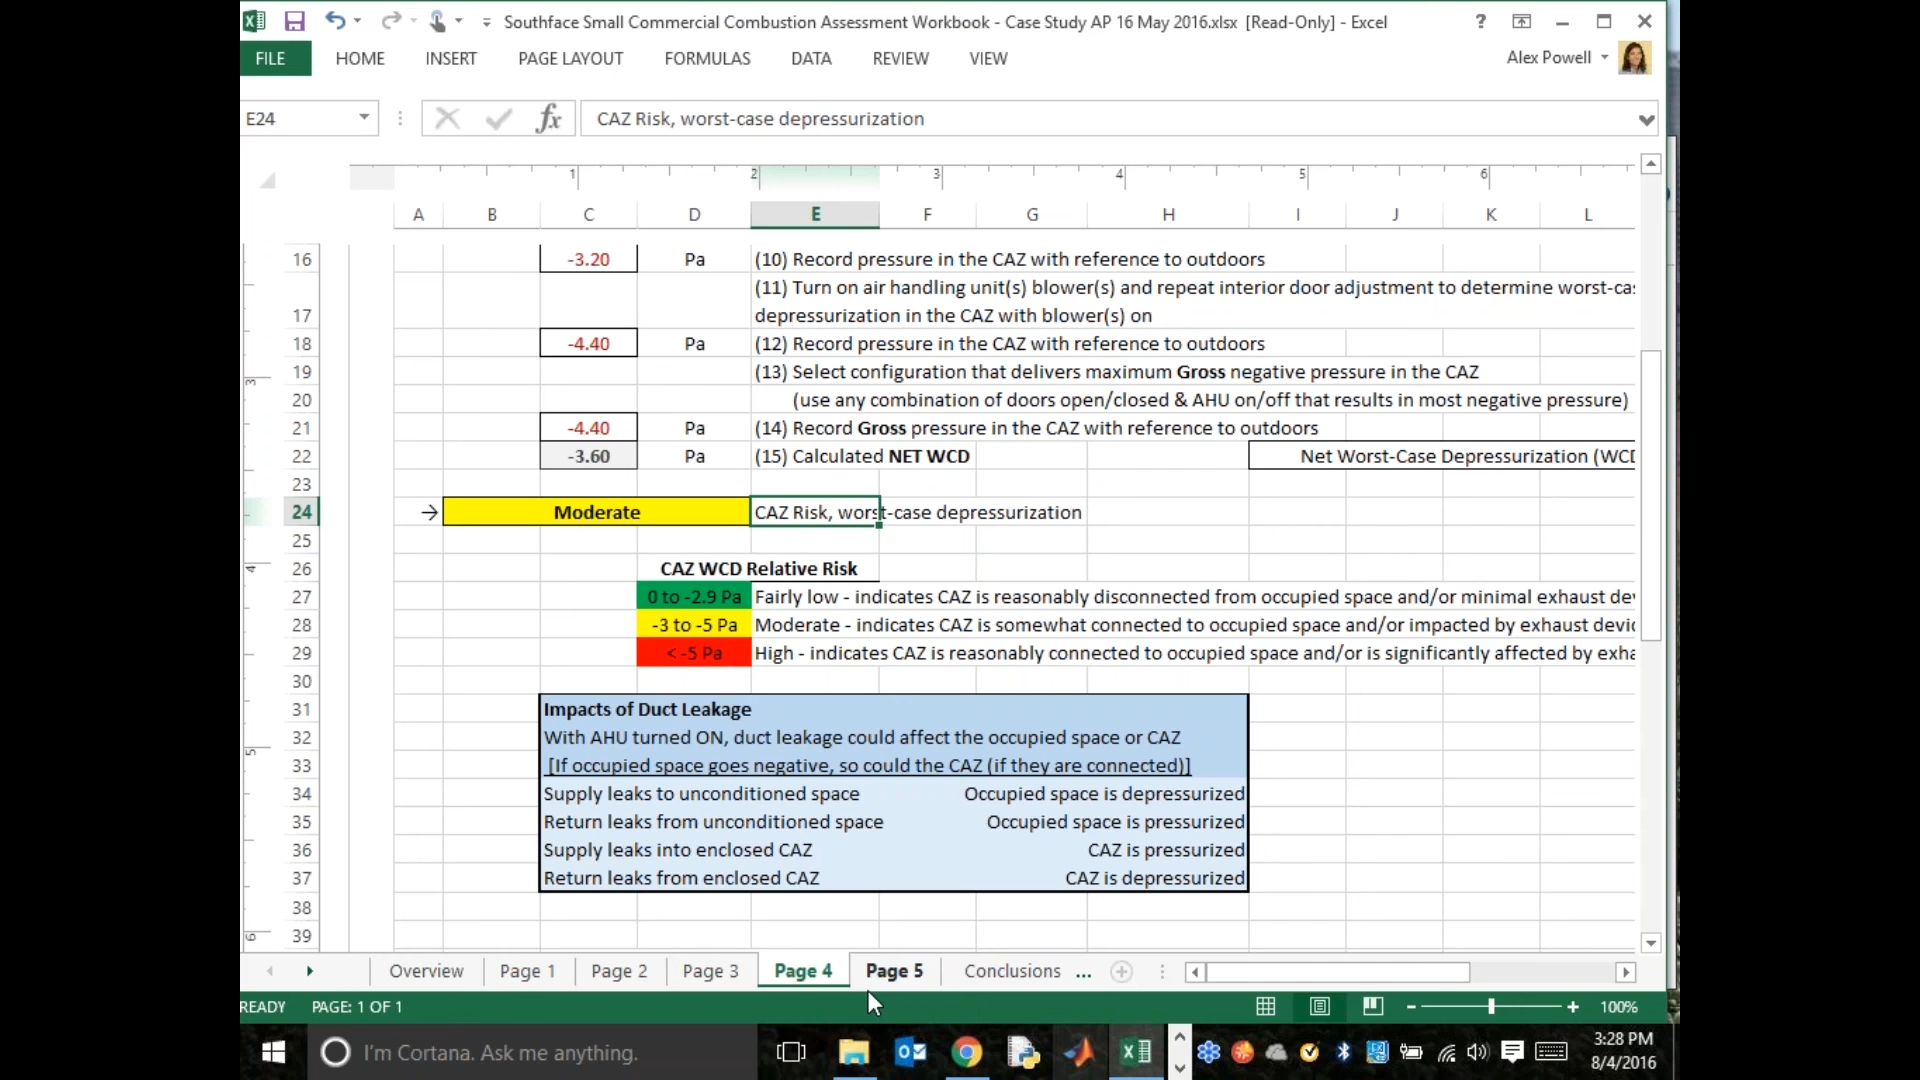 Southface Small Commercial Combustion Assessment Workbook - Case Study AP 16 May 2016.xlsx [Read-Only] - Excel
?
FILE HOME INSERT PAGE LAYOUT FORMULAS DATA REVIEW VIEW Alex Powell
E24 fx CAZ Risk, worst-case depressurization
1 2 3 4 5 6
A B C D E F G H I J K L
16 -3.20 Pa (10) Record pressure in the CAZ with reference to outdoors
(11) Turn on air handling unit(s) blower(s) and repeat interior door adjustment to determine worst-ca
17 depressurization in the CAZ with blower(s) on
18 -4.40 Pa (12) Record pressure in the CAZ with reference to outdoors
3 19 (13) Select configuration that delivers maximum Gross negative pressure in the CAZ
20 (use any combination of doors open/closed & AHU on/off that results in most negative pressure)
21 -4.40 Pa (14) Record Gross pressure in the CAZ with reference to outdoors
22 -3.60 Pa (15) Calculated NET WCD Net Worst-Case Depressurization (WCD
23
24 → Moderate CAZ Risk, worst-case depressurization
25
4 26 CAZ WCD Relative Risk
27 0 to -2.9 Pa Fairly low - indicates CAZ is reasonably disconnected from occupied space and/or minimal exhaust de
28 -3 to -5 Pa Moderate - indicates CAZ is somewhat connected to occupied space and/or impacted by exhaust devic
29 < -5 Pa High - indicates CAZ is reasonably connected to occupied space and/or is significantly affected by exha
30
31 Impacts of Duct Leakage
32 With AHU turned ON, duct leakage could affect the occupied space or CAZ
5 33 [If occupied space goes negative, so could the CAZ (if they are connected)]
34 Supply leaks to unconditioned space Occupied space is depressurized
35 Return leaks from unconditioned space Occupied space is pressurized
36 Supply leaks into enclosed CAZ CAZ is pressurized
37 Return leaks from enclosed CAZ CAZ is depressurized
38
6 39
Overview Page 1 Page 2 Page 3 Page 4 Page 5 Conclusions ...
READY PAGE: 1 OF 1 100%
I'm Cortana. Ask me anything. 3:28 PM
8/4/2016